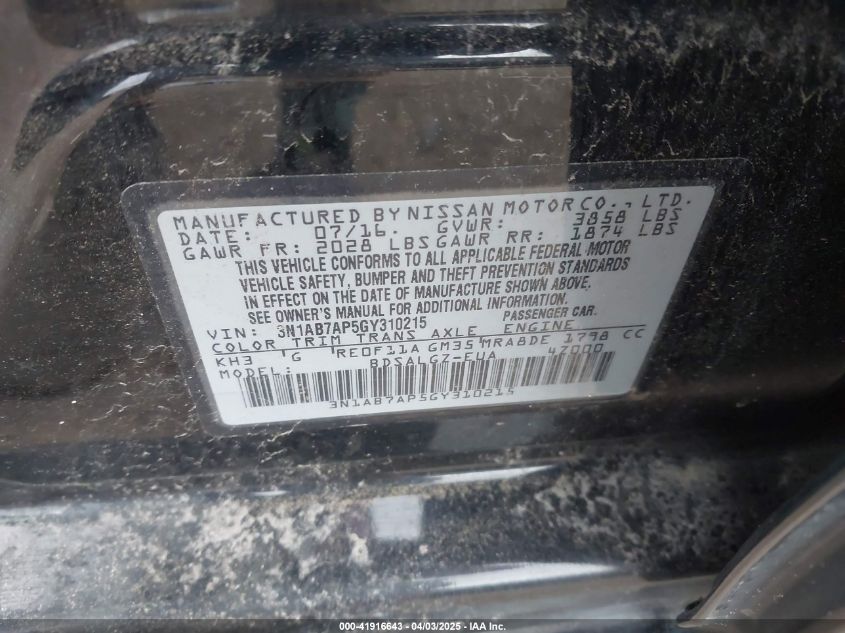 MANUFACTURED BY NISSAN MOTOR CO., LTD.
DATE: 07/16. GVWR: 3858 LBS
GAWR FR: 2028 LBS GAWR RR: 1874 LBS
THIS VEHICLE CONFORMS TO ALL APPLICABLE FEDERAL MOTOR
VEHICLE SAFETY, BUMPER AND THEFT PREVENTION STANDARDS
IN EFFECT ON THE DATE OF MANUFACTURE SHOWN ABOVE.
SEE OWNER'S MANUAL FOR ADDITIONAL INFORMATION.
VIN: 3N1AB7AP5GY310215 PASSENGER CAR.
COLOR TRIM TRANS AXLE ENGINE
KH3 G RE0F11A GM35 MRA8DE 1798 CC
MODEL: BDSALGZ-EUA 4Z000
3N1AB7AP5GY310215
000-41916643 - 04/03/2025 - IAA Inc.